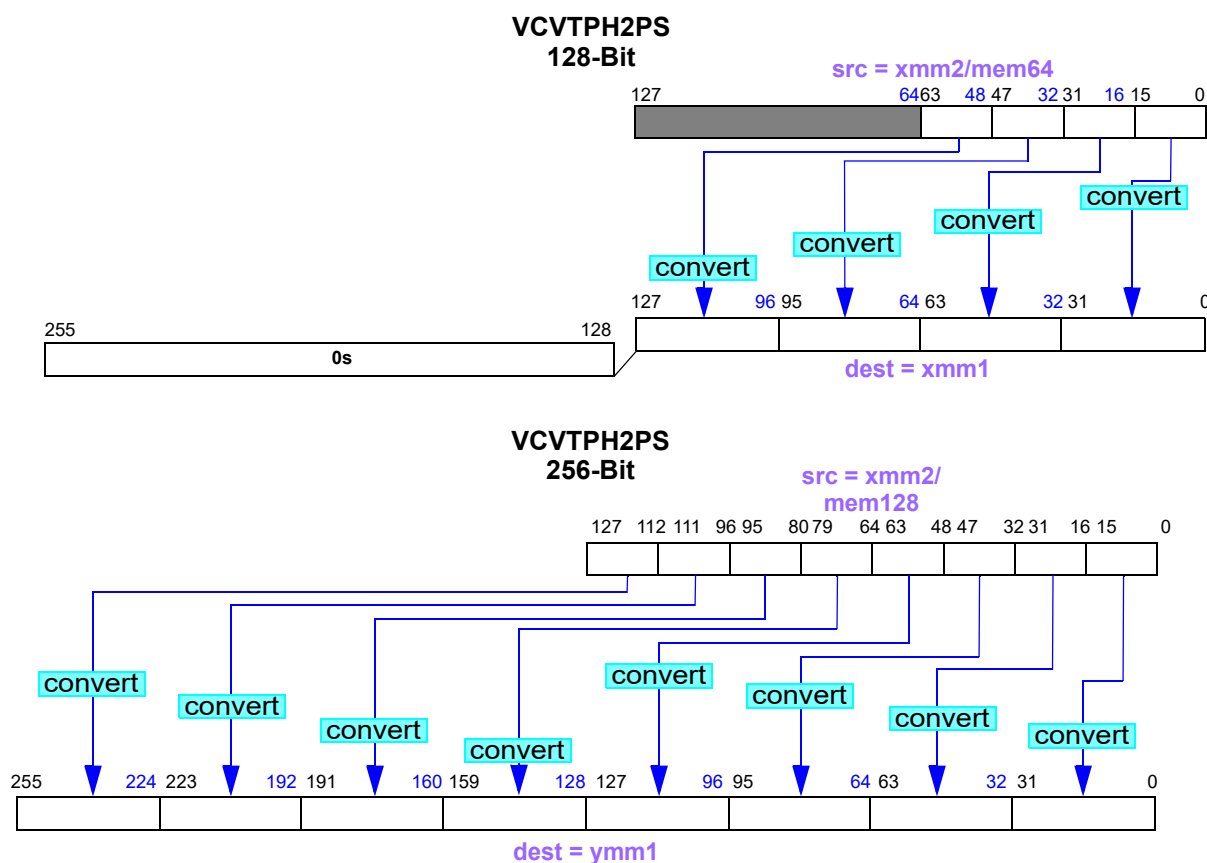 VCVTPH2PS
128-Bit
src = xmm2/mem64
127 64 63 48 47 32 31 16 15 0
convert
convert
convert
convert
127 96 95 64 63 32 31 0
255 128
0s
dest = xmm1
VCVTPH2PS
256-Bit
src = xmm2/
mem128
127 112 111 96 95 80 79 64 63 48 47 32 31 16 15 0
convert
convert
convert
convert
convert
convert
convert
convert
255 224 223 192 191 160 159 128 127 96 95 64 63 32 31 0
dest = ymm1